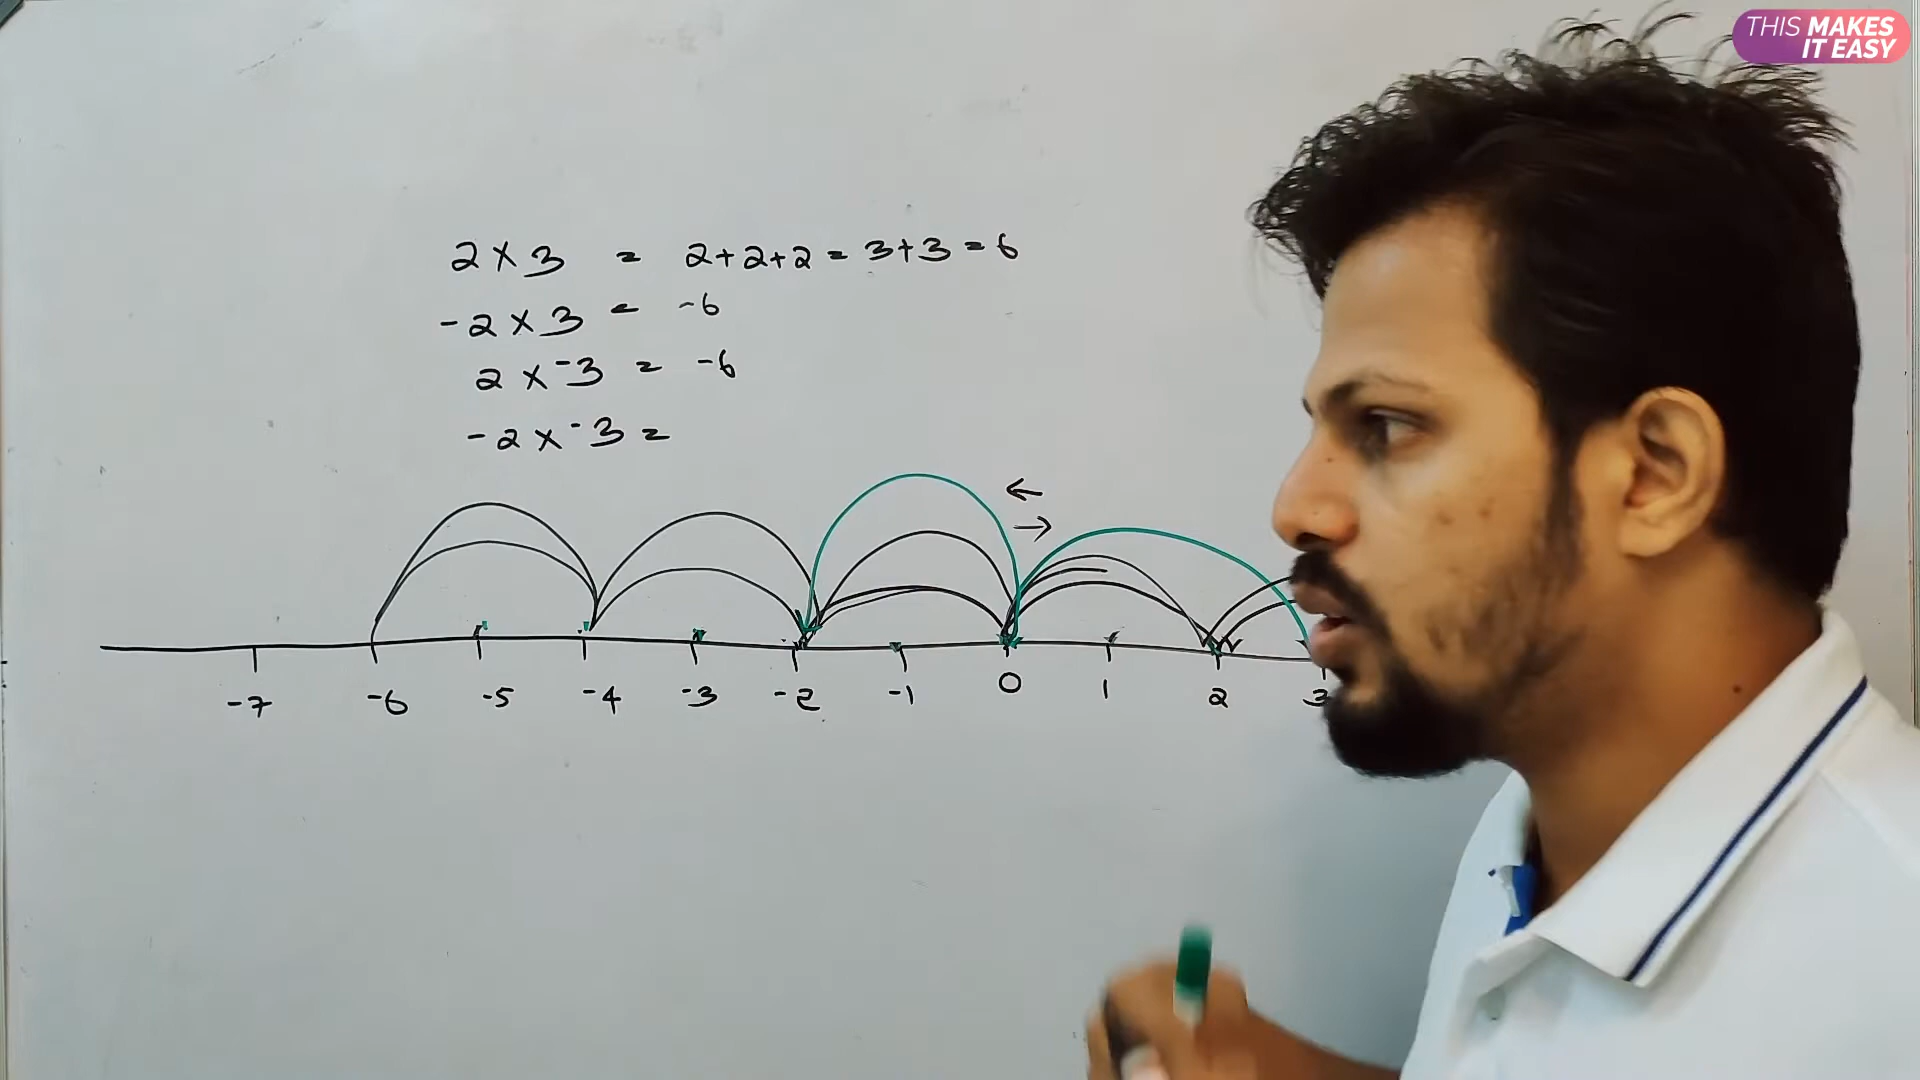 THIS MAKES
IT EASY
2 × 3 = 2+2+2 = 3+3 = 6
-2 × 3 = -6
2 × -3 = -6
-2 × -3 =
-7 -6 -5 -4 -3 -2 -1 0 1 2 3